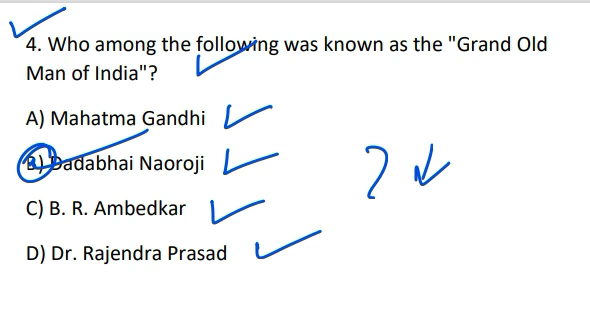 4. Who among the following was known as the "Grand Old
Man of India"?
A) Mahatma Gandhi
B) Dadabhai Naoroji
C) B. R. Ambedkar
D) Dr. Rajendra Prasad
?